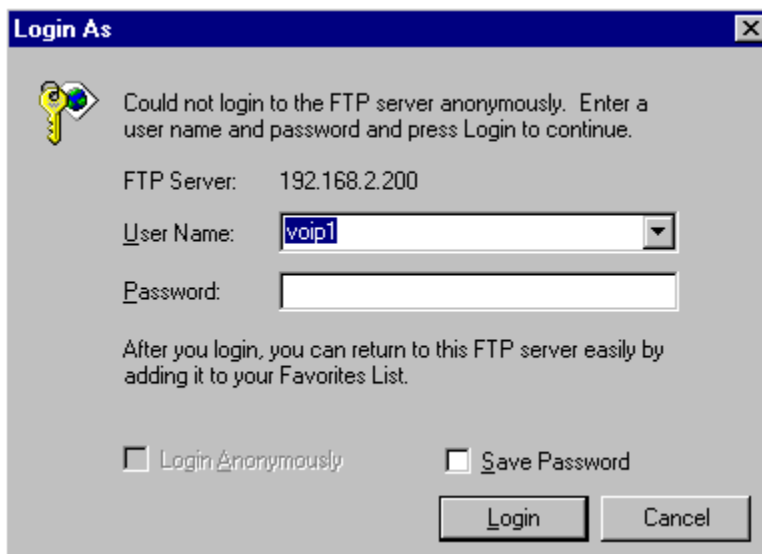 Login As
Could not login to the FTP server anonymously. Enter a
user name and password and press Login to continue.
FTP Server: 192.168.2.200
User Name: voip1
Password:
After you login, you can return to this FTP server easily by
adding it to your Favorites List.
Login Anonymously Save Password
Login Cancel